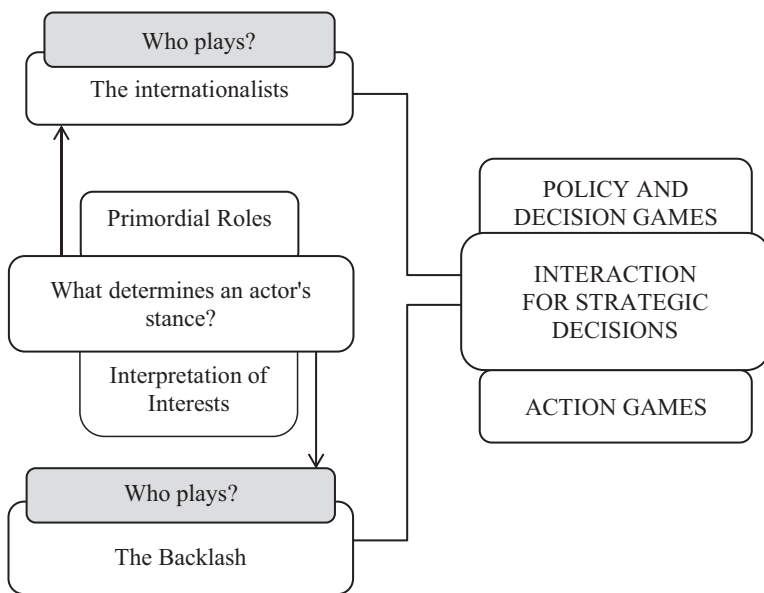 Who plays?
The internationalists
Primordial Roles
What determines an actor's
stance?
Interpretation of
Interests
Who plays?
The Backlash
POLICY AND
DECISION GAMES
INTERACTION
FOR STRATEGIC
DECISIONS
ACTION GAMES